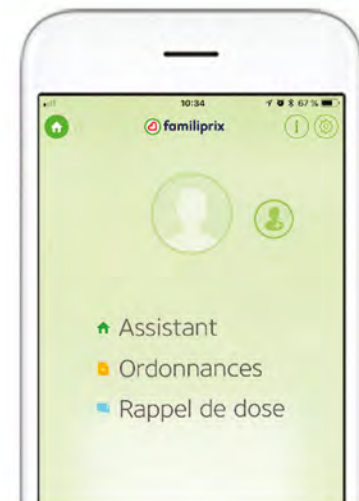 10:34
67 %
familiprix
i
Assistant
Ordonnances
Rappel de dose